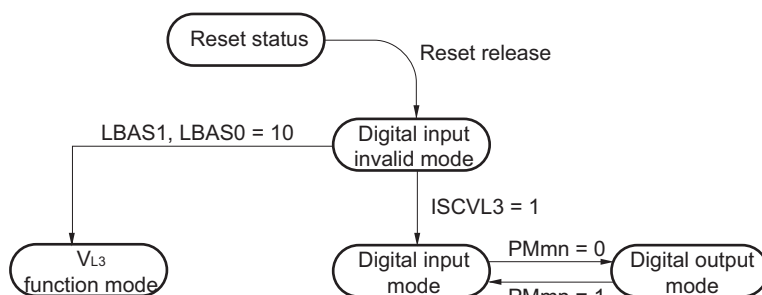 Reset status
Reset release
LBAS1, LBAS0 = 10
Digital input
invalid mode
ISCVL3 = 1
VL3
function mode
Digital input
mode
PMmn = 0
PMmn = 1
Digital output
mode